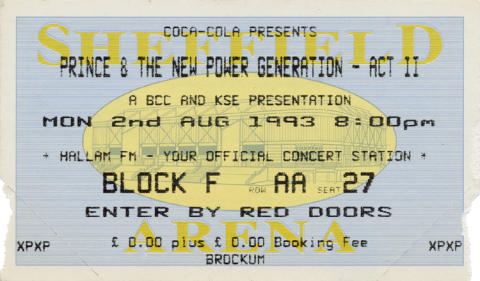 COCA-COLA PRESENTS
SHEFFIELD
PRINCE & THE NEW POWER GENERATION - ACT II
A BCC AND KSE PRESENTATION
MON 2nd AUG 1993 8:00pm
* HALLAM FM - YOUR OFFICIAL CONCERT STATION *
BLOCK F ROW AA SEAT 27
ENTER BY RED DOORS
ARENA
XPXP £ 0.00 plus £ 0.00 Booking Fee XPXP
BROCKUM